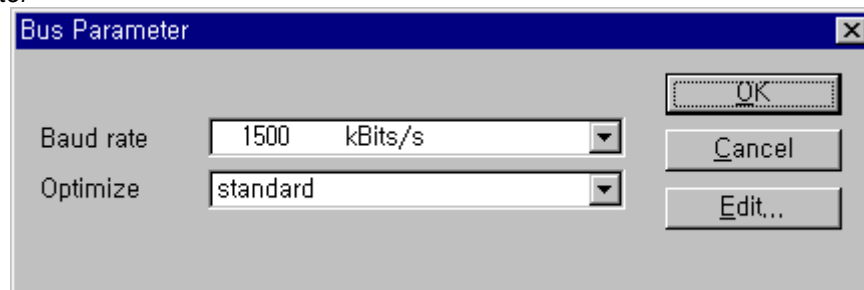 Bus Parameter
OK
Baud rate 1500 kBits/s
Cancel
Optimize standard
Edit...